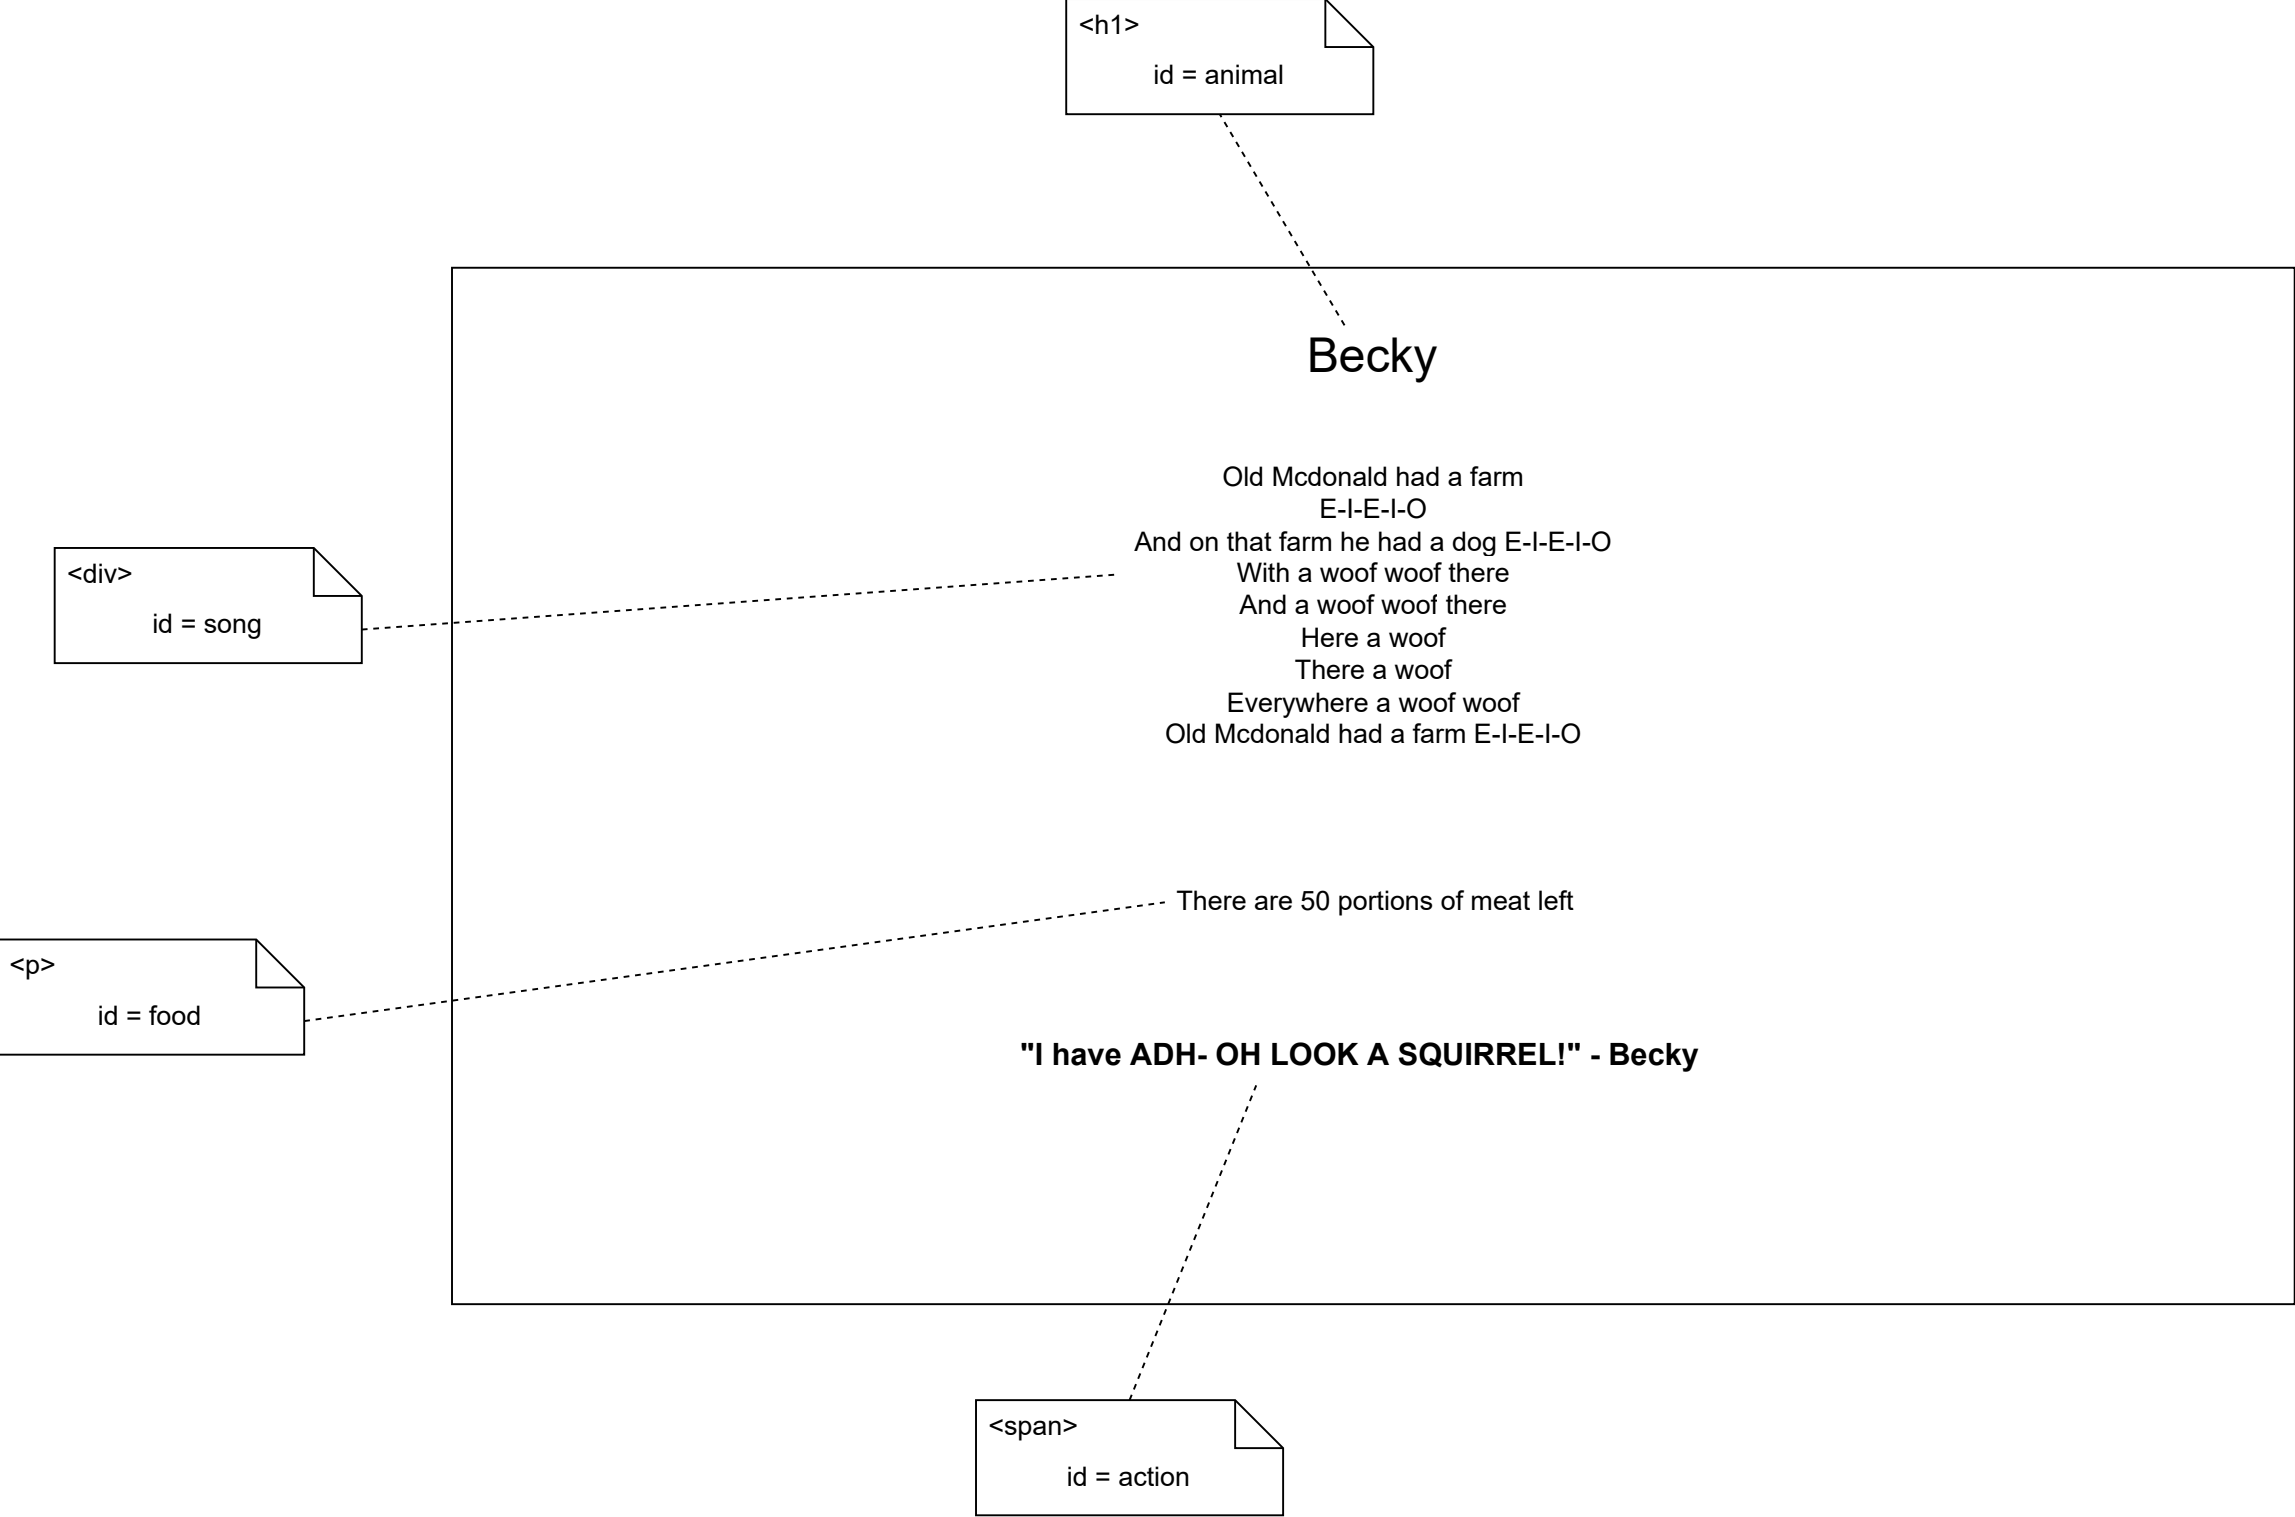 <h1>
id = animal
Becky
Old Mcdonald had a farm
E-I-E-I-O
And on that farm he had a dog E-I-E-I-O
With a woof woof there
And a woof woof there
Here a woof
There a woof
Everywhere a woof woof
Old Mcdonald had a farm E-I-E-I-O
<div>
id = song
There are 50 portions of meat left
<p>
id = food
"I have ADH- OH LOOK A SQUIRREL!" - Becky
<span>
id = action